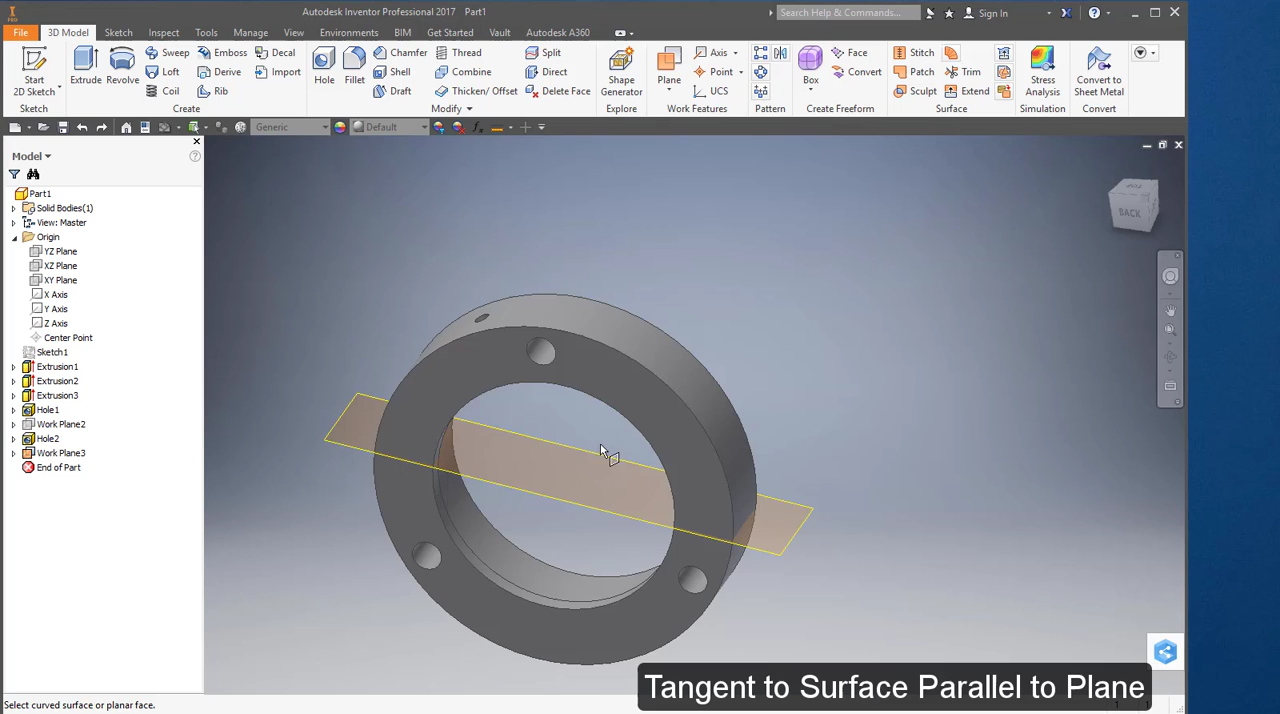 Autodesk Inventor Professional 2017 Part1
Search Help & Commands... Sign In
File 3D Model Sketch Inspect Tools Manage View Environments BIM Get Started Vault Autodesk A360
Start 2D Sketch
Sketch
Extrude Revolve Sweep Loft Coil Emboss Derive Rib Decal Import
Create
Hole Fillet Chamfer Shell Draft Thread Combine Thicken/ Offset Split Direct Delete Face
Modify
Shape Generator
Explore
Plane Axis Point UCS
Work Features
Pattern
Box Face Convert
Create Freeform
Stitch Patch Sculpt Trim Extend
Surface
Stress Analysis
Simulation
Convert to Sheet Metal
Convert
Generic Default
Model
Part1
Solid Bodies(1)
View: Master
Origin
YZ Plane
XZ Plane
XY Plane
X Axis
Y Axis
Z Axis
Center Point
Sketch1
Extrusion1
Extrusion2
Extrusion3
Hole1
Work Plane2
Hole2
Work Plane3
End of Part
BACK
Tangent to Surface Parallel to Plane
Select curved surface or planar face.